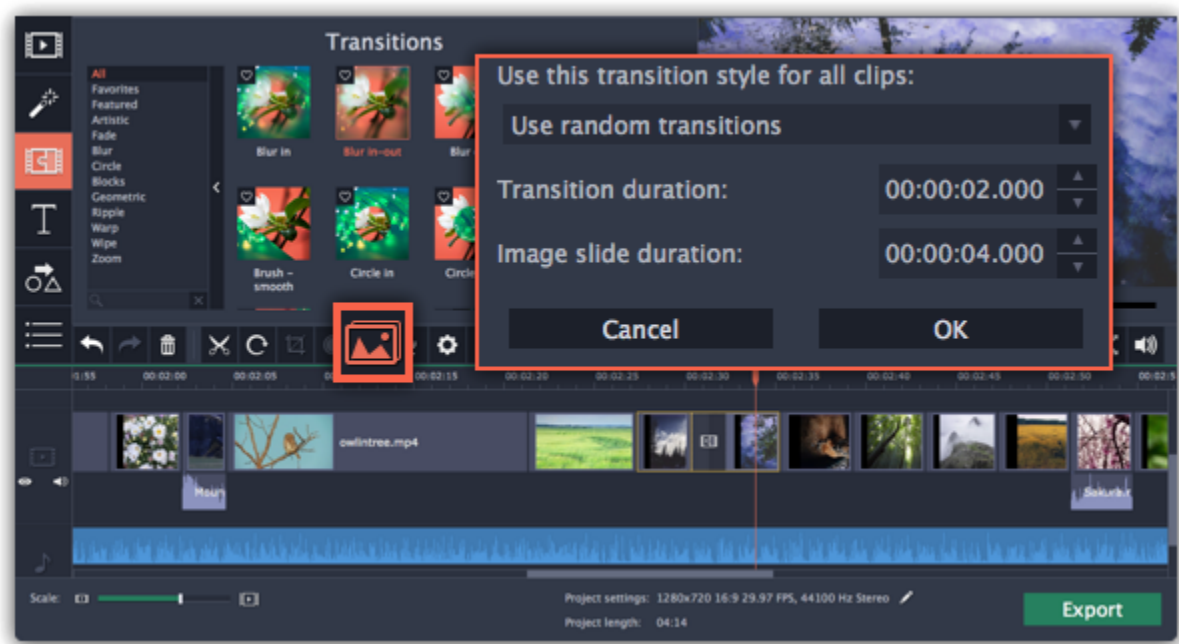 Transitions
All
Favorites
Featured
Artistic
Fade
Blur
Circle
Blocks
Geometric
Ripple
Warp
Wipe
Zoom
Blur in
Blur in-out
Blur
Brush -
smooth
Circle in
Circle
Use this transition style for all clips:
Use random transitions
Transition duration:
00:00:02.000
Image slide duration:
00:00:04.000
Cancel
OK
T
00:02:00
00:02:05
00:02:15
00:02:20
00:02:25
00:02:30
00:02:35
00:02:40
00:02:45
00:02:50
owlintree.mp4
Moun
Sakura.r
Scale:
Project settings: 1280x720 16:9 29.97 FPS, 44100 Hz Stereo
Project length: 04:14
Export